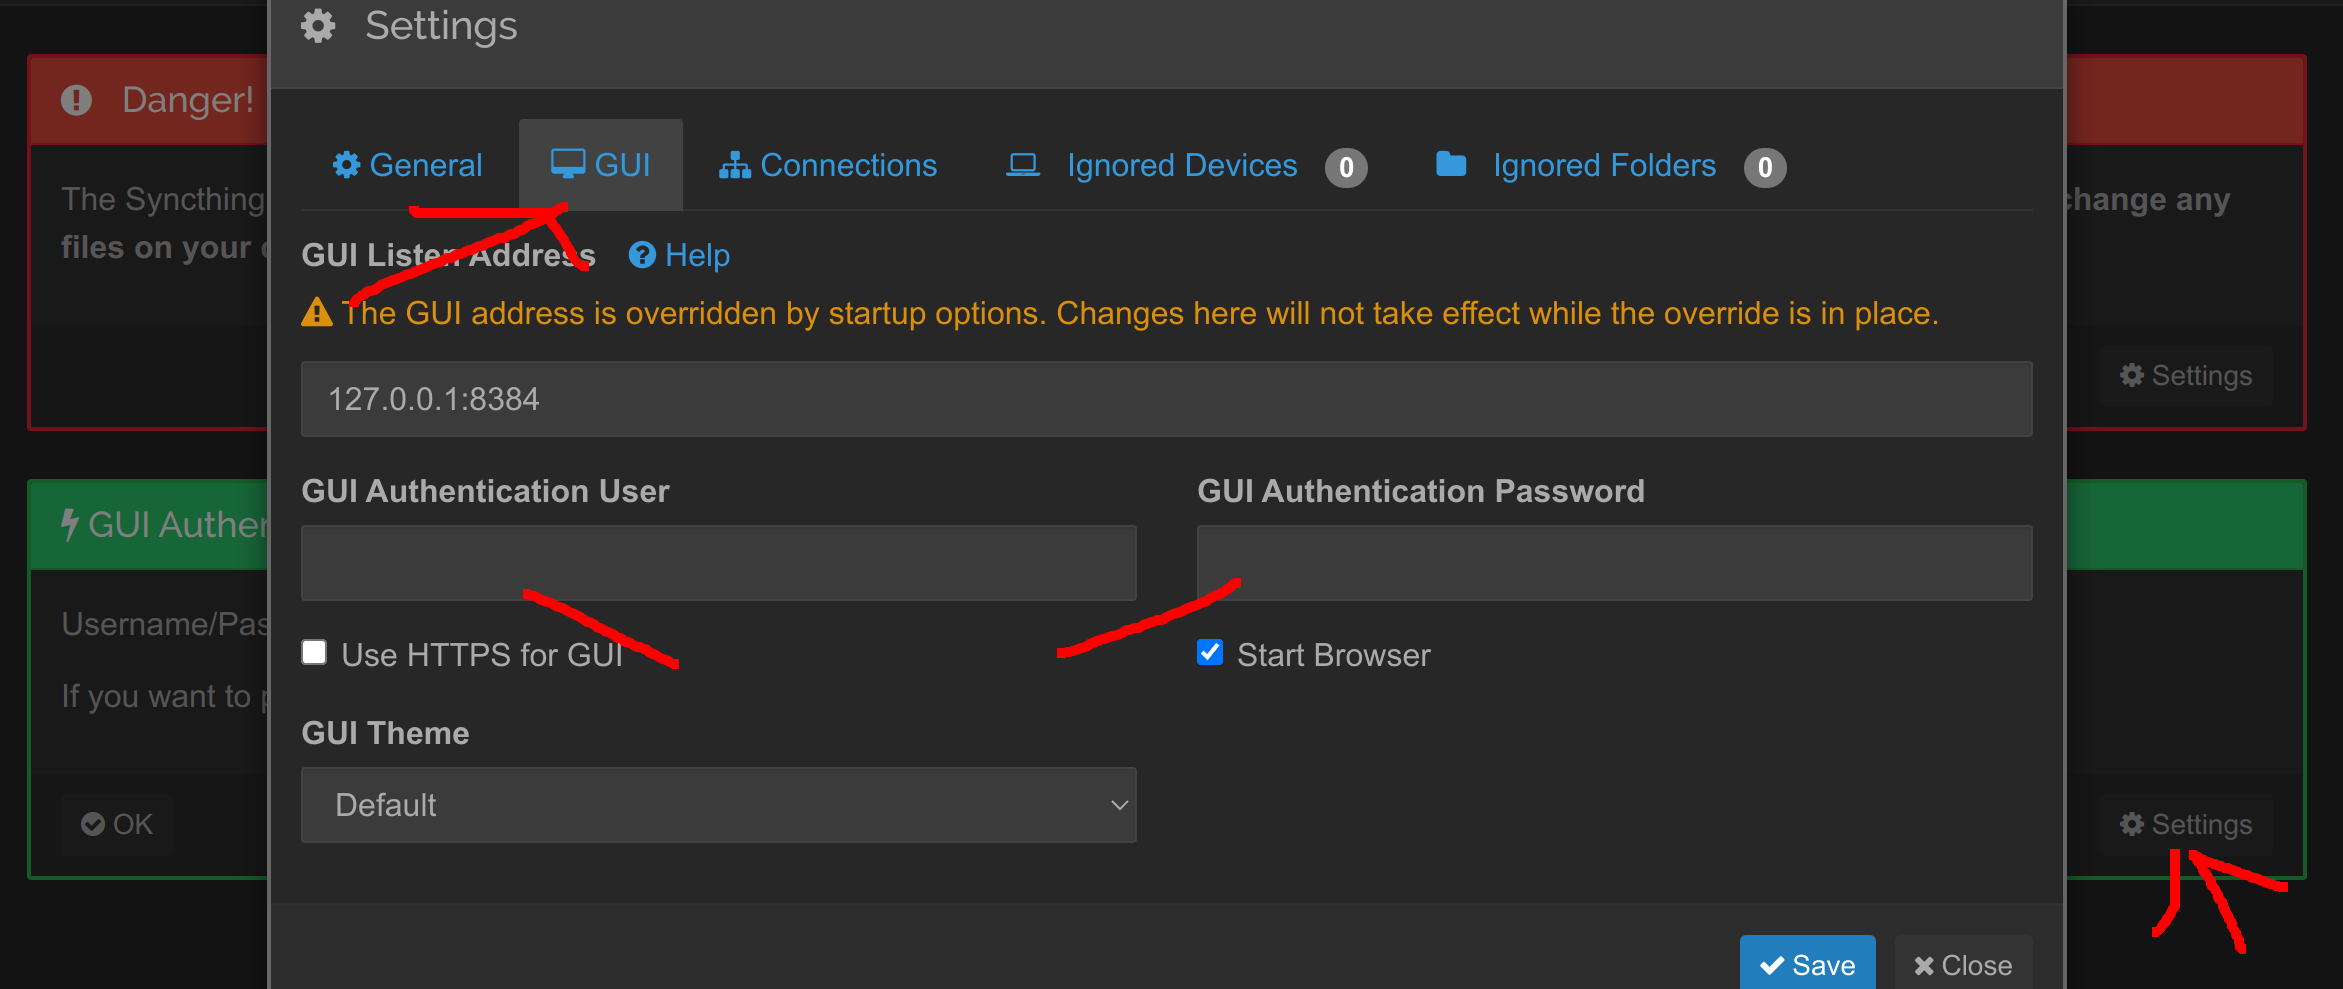 Settings
Danger!
General
GUI
Connections
Ignored Devices 0
Ignored Folders 0
The Syncthing
change any
files on your
GUI Listen Address
Help
The GUI address is overridden by startup options. Changes here will not take effect while the override is in place.
127.0.0.1:8384
Settings
GUI Authentication User
GUI Authentication Password
GUI Auther
Username/Pas
Use HTTPS for GUI
Start Browser
If you want to
GUI Theme
Default
OK
Settings
Save
Close